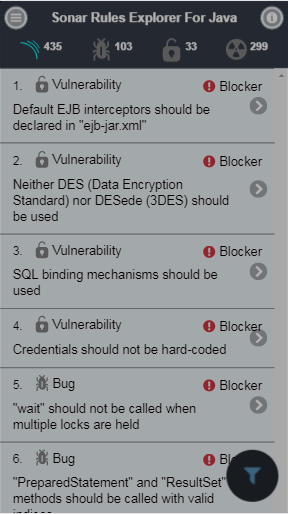 Sonar Rules Explorer For Java
435 103 33 299
1. Vulnerability Blocker
Default EJB interceptors should be
declared in "ejb-jar.xml"
2. Vulnerability Blocker
Neither DES (Data Encryption
Standard) nor DESede (3DES) should
be used
3. Vulnerability Blocker
SQL binding mechanisms should be
used
4. Vulnerability Blocker
Credentials should not be hard-coded
5. Bug Blocker
"wait" should not be called when
multiple locks are held
6. Bug Bl
"PreparedStatement" and "ResultSet"
methods should be called with valid
indices